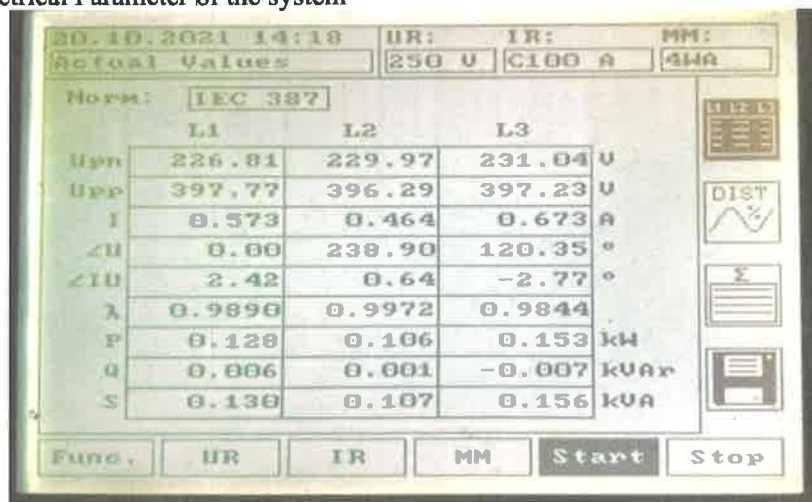 Electrical Parameter of the system
20.10.2021 14:18 UR: IR: MM:
Actual Values 250 V C100 A 4WA
Norm: IEC 387
L1 L2 L3
L1 L2 L3
Upn 226.81 229.97 231.04 V
Upp 397.77 396.29 397.23 V
DIST
%
I 0.573 0.464 0.673 A
∠U 0.00 238.90 120.35 °
∠IU 2.42 0.64 -2.77 °
Σ
λ 0.9890 0.9972 0.9844
P 0.128 0.106 0.153 kW
Q 0.006 0.001 -0.007 kVAr
S 0.130 0.107 0.156 kVA
Func. UR IR MM Start Stop